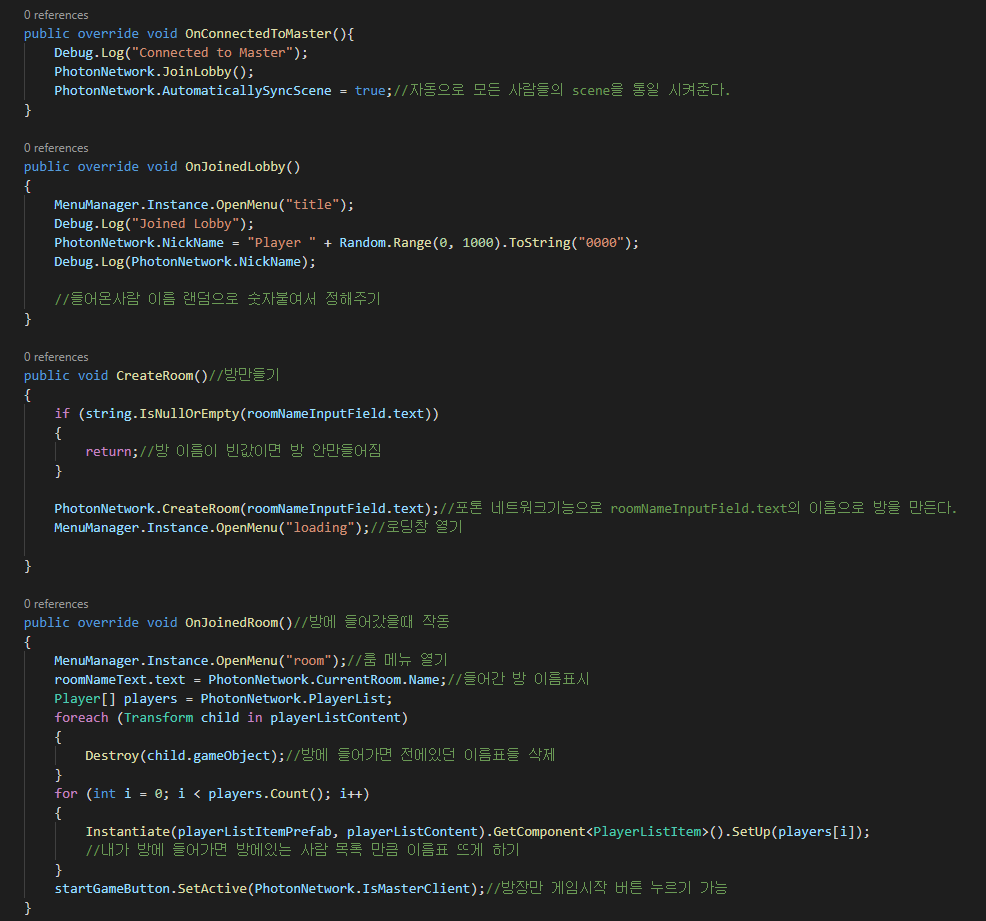 0 references
public override void OnConnectedToMaster(){
Debug.Log("Connected to Master");
PhotonNetwork.JoinLobby();
PhotonNetwork.AutomaticallySyncScene = true;//자동으로 모든 사람들의 scene을 통일 시켜준다.
}
0 references
public override void OnJoinedLobby()
{
MenuManager.Instance.OpenMenu("title");
Debug.Log("Joined Lobby");
PhotonNetwork.NickName = "Player " + Random.Range(0, 1000).ToString("0000");
Debug.Log(PhotonNetwork.NickName);
//들어온사람 이름 랜덤으로 숫자붙여서 정해주기
}
0 references
public void CreateRoom()//방만들기
{
if (string.IsNullOrEmpty(roomNameInputField.text))
{
return;//방 이름이 빈값이면 방 안만들어짐
}
PhotonNetwork.CreateRoom(roomNameInputField.text);//포톤 네트워크기능으로 roomNameInputField.text의 이름으로 방을 만든다.
MenuManager.Instance.OpenMenu("loading");//로딩창 열기
}
0 references
public override void OnJoinedRoom()//방에 들어갔을때 작동
{
MenuManager.Instance.OpenMenu("room");//룸 메뉴 열기
roomNameText.text = PhotonNetwork.CurrentRoom.Name;//들어간 방 이름표시
Player[] players = PhotonNetwork.PlayerList;
foreach (Transform child in playerListContent)
{
Destroy(child.gameObject);//방에 들어가면 전에있던 이름표들 삭제
}
for (int i = 0; i < players.Count(); i++)
{
Instantiate(playerListItemPrefab, playerListContent).GetComponent<PlayerListItem>().SetUp(players[i]);
//내가 방에 들어가면 방에있는 사람 목록 만큼 이름표 뜨게 하기
}
startGameButton.SetActive(PhotonNetwork.IsMasterClient);//방장만 게임시작 버튼 누르기 가능
}